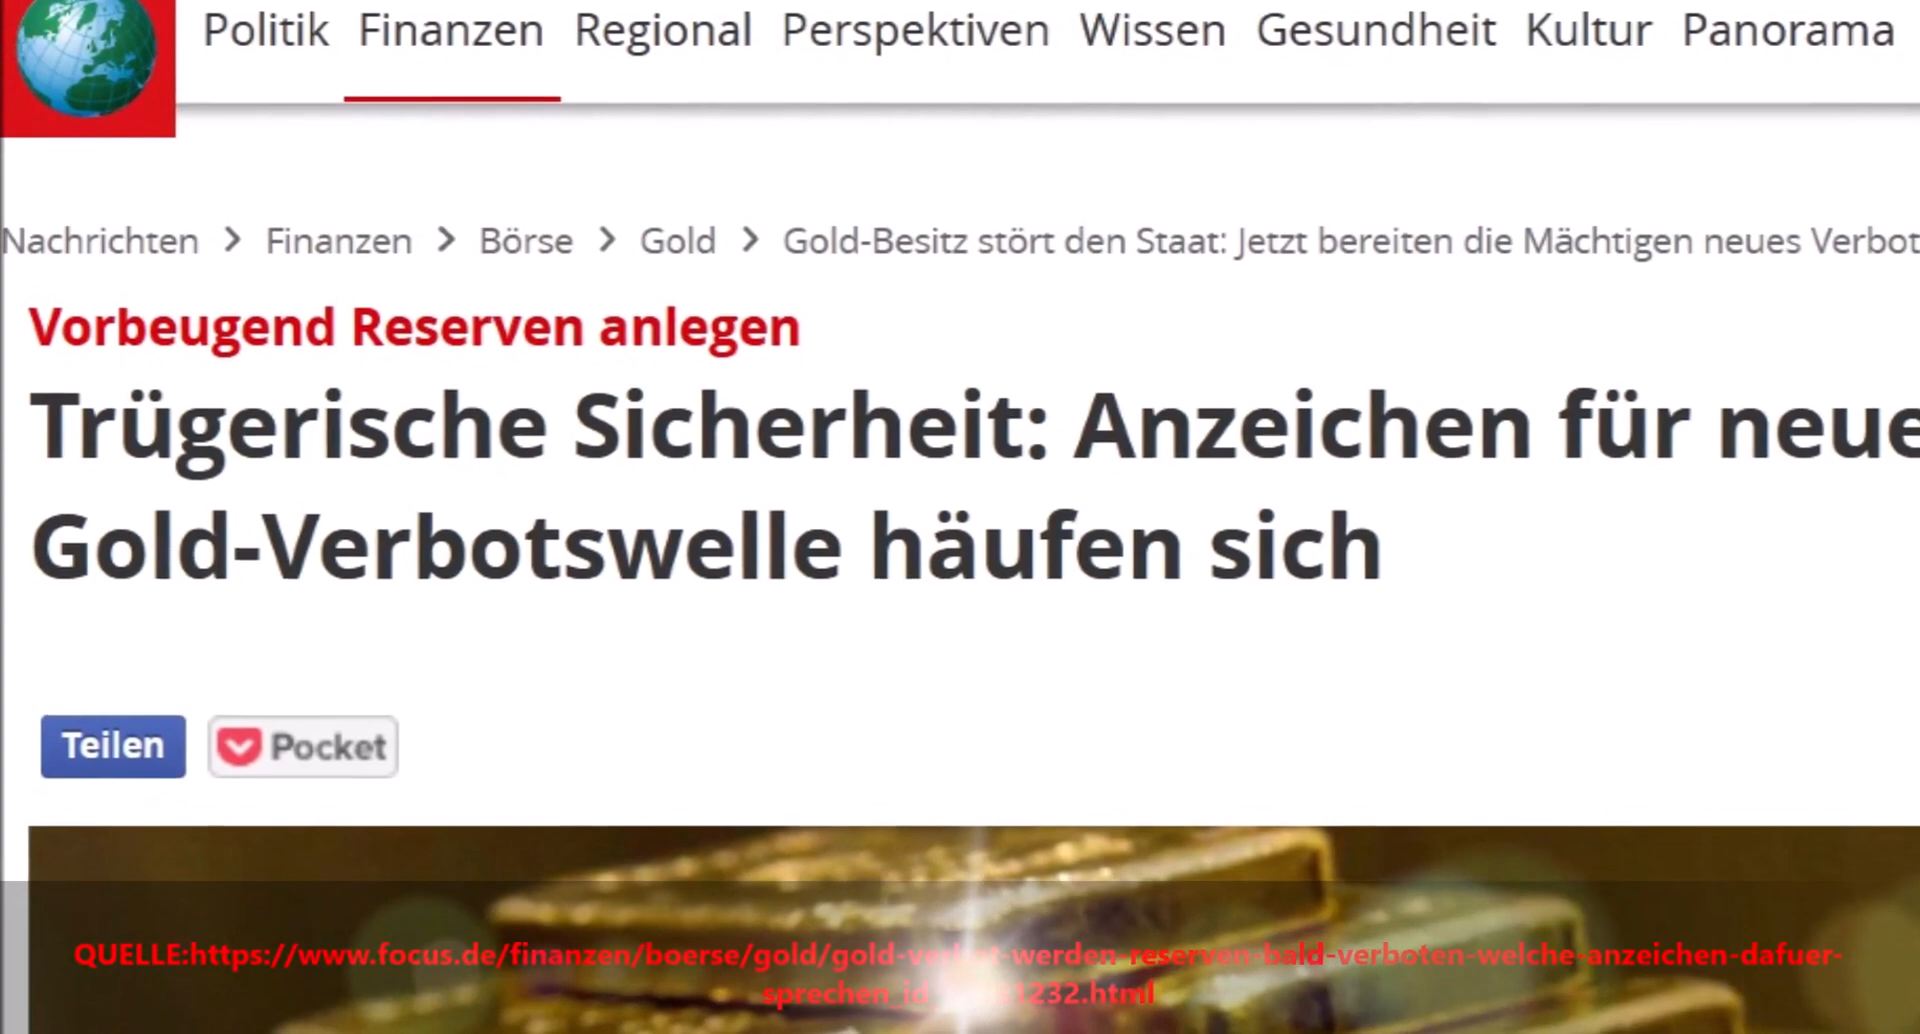 Politik Finanzen Regional Perspektiven Wissen Gesundheit Kultur Panorama
Nachrichten > Finanzen > Börse > Gold > Gold-Besitz stört den Staat: Jetzt bereiten die Mächtigen neues Verbot
Vorbeugend Reserven anlegen
Trügerische Sicherheit: Anzeichen für neue
Gold-Verbotswelle häufen sich
Teilen Pocket
QUELLE:https://www.focus.de/finanzen/boerse/gold/gold-ve t-werden-reserven-bald-verboten-welche-anzeichen-dafuer-
sprechen_id 1232.html